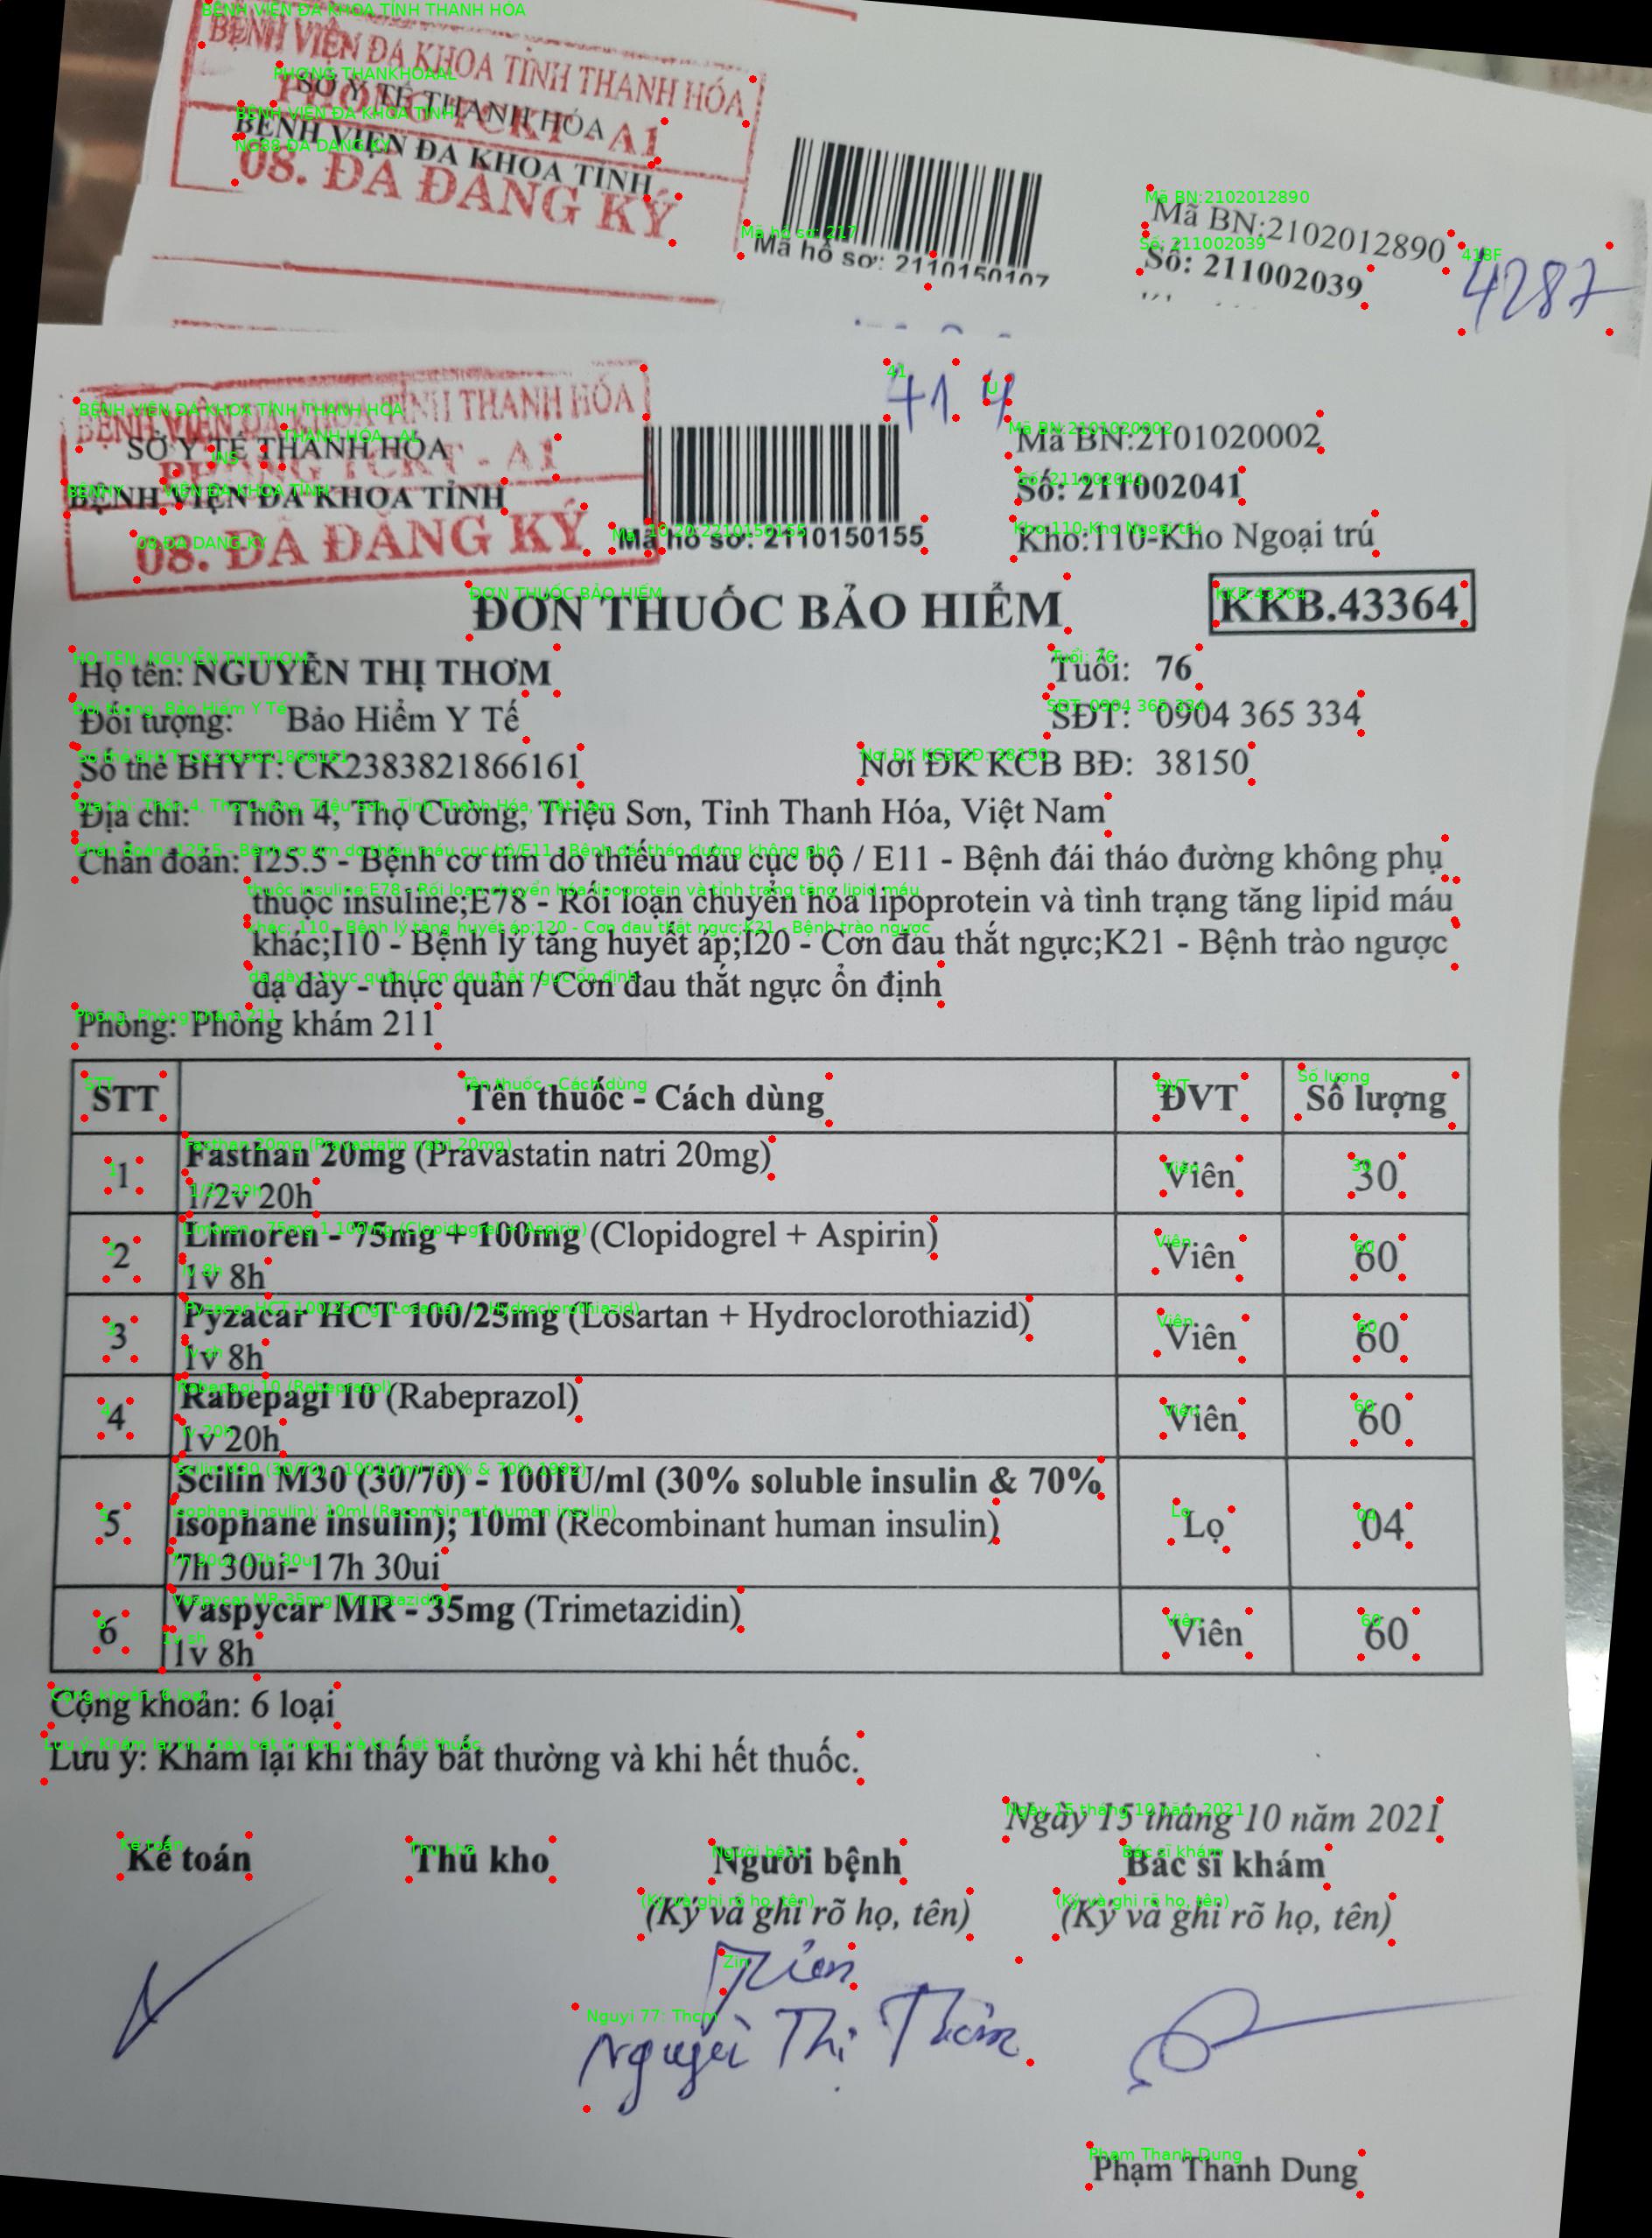 BỆNH VIỆN ĐA KHOA TỈNH THANH HÓA
SỞ Y TẾ THANH HÓA
PHÒNG TCKT - A1
BỆNH VIỆN ĐA KHOA TỈNH
08. ĐÃ ĐĂNG KÝ
Mã hồ sơ: 2110150107
Mã BN:2102012890
Số: 211002039
4287
BỆNH VIỆN ĐA KHOA TỈNH THANH HÓA
SỞ Y TẾ THANH HÓA
PHÒNG TCKT - A1
BỆNH VIỆN ĐA KHOA TỈNH
08. ĐÃ ĐĂNG KÝ
414
Mã hồ sơ: 2110150155
Mã BN:2101020002
Số: 211002041
Kho:110-Kho Ngoại trú
ĐƠN THUỐC BẢO HIỂM
KKB.43364
Họ tên: NGUYỄN THỊ THƠM Tuổi: 76
Đối tượng: Bảo Hiểm Y Tế SĐT: 0904 365 334
Số thẻ BHYT: CK2383821866161 Nơi ĐK KCB BĐ: 38150
Địa chỉ: Thôn 4, Thọ Cường, Triệu Sơn, Tỉnh Thanh Hóa, Việt Nam
Chẩn đoán: I25.5 - Bệnh cơ tim do thiếu máu cục bộ / E11 - Bệnh đái tháo đường không phụ
thuộc insuline;E78 - Rối loạn chuyển hóa lipoprotein và tình trạng tăng lipid máu
khác;I10 - Bệnh lý tăng huyết áp;I20 - Cơn đau thắt ngực;K21 - Bệnh trào ngược
dạ dày - thực quản / Cơn đau thắt ngực ổn định
Phòng: Phòng khám 211
STT Tên thuốc - Cách dùng ĐVT Số lượng
1 Fasthan 20mg (Pravastatin natri 20mg) Viên 30
1/2v 20h
2 Limoren - 75mg + 100mg (Clopidogrel + Aspirin) Viên 60
1v 8h
3 Pyzacar HCT 100/25mg (Losartan + Hydroclorothiazid) Viên 60
1v 8h
4 Rabepagi 10 (Rabeprazol) Viên 60
1v 20h
5 Scilin M30 (30/70) - 100IU/ml (30% soluble insulin & 70%
isophane insulin); 10ml (Recombinant human insulin) Lọ 04
7h 30ui- 17h 30ui
6 Vaspycar MR - 35mg (Trimetazidin) Viên 60
1v 8h
Cộng khoản: 6 loại
Lưu ý: Khám lại khi thấy bất thường và khi hết thuốc.
Ngày 15 tháng 10 năm 2021
Kế toán Thủ kho Người bệnh Bác sĩ khám
(Ký và ghi rõ họ, tên) (Ký và ghi rõ họ, tên)
Nguyễn Thị Thơm
Phạm Thanh Dung